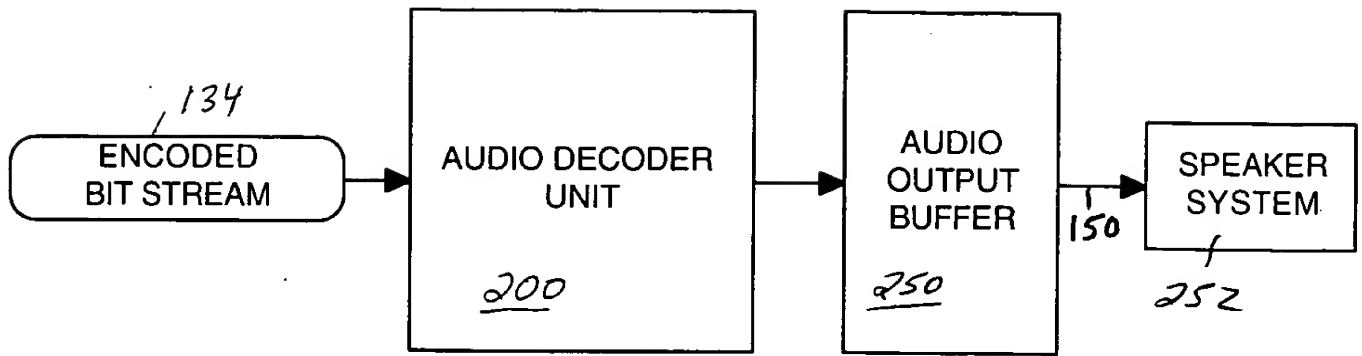 134
ENCODED
BIT STREAM
AUDIO DECODER
UNIT
200
AUDIO
OUTPUT
BUFFER
250
150
SPEAKER
SYSTEM
252